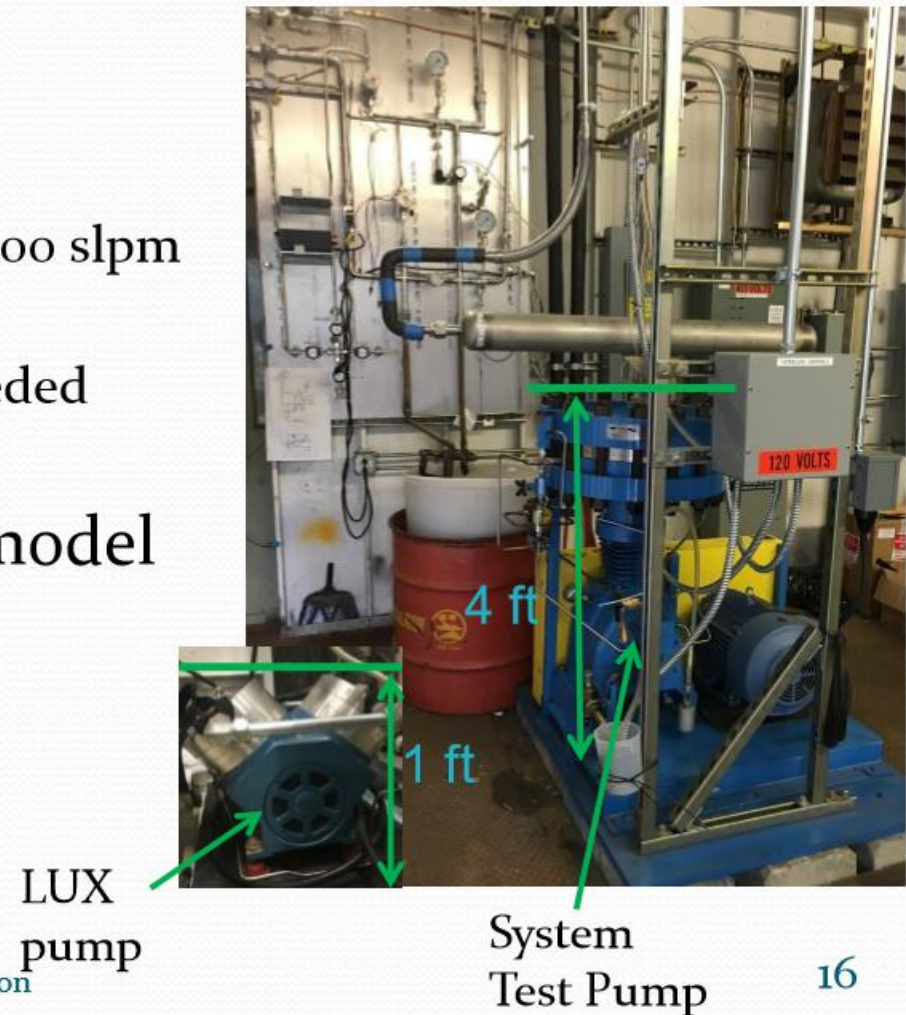 oo slpm
eded
nodel
120 VOLTS
4 ft
1 ft
LUX
pump
System
Test Pump
on
16